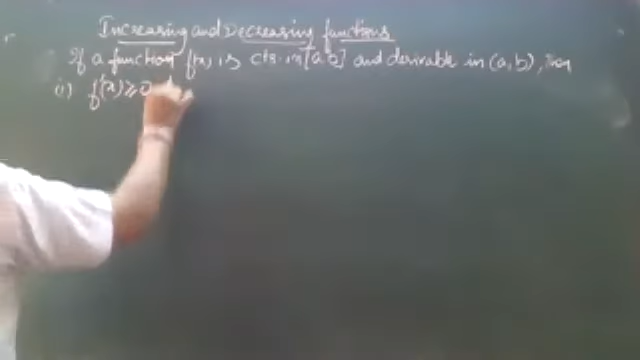 Increasing and Decreasing functions
If a function f(x) is cts. in [a,b] and derivable in (a,b), then
(i) f'(x) ≥ 0